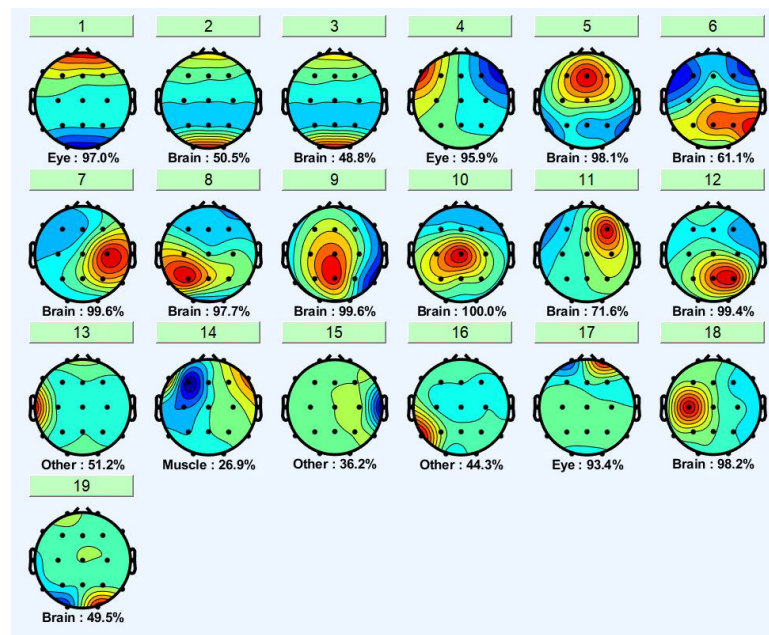 1 2 3 4 5 6
Eye : 97.0% Brain : 50.5% Brain : 48.8% Eye : 95.9% Brain : 98.1% Brain : 61.1%
7 8 9 10 11 12
Brain : 99.6% Brain : 97.7% Brain : 99.6% Brain : 100.0% Brain : 71.6% Brain : 99.4%
13 14 15 16 17 18
Other : 51.2% Muscle : 26.9% Other : 36.2% Other : 44.3% Eye : 93.4% Brain : 98.2%
19
Brain : 49.5%